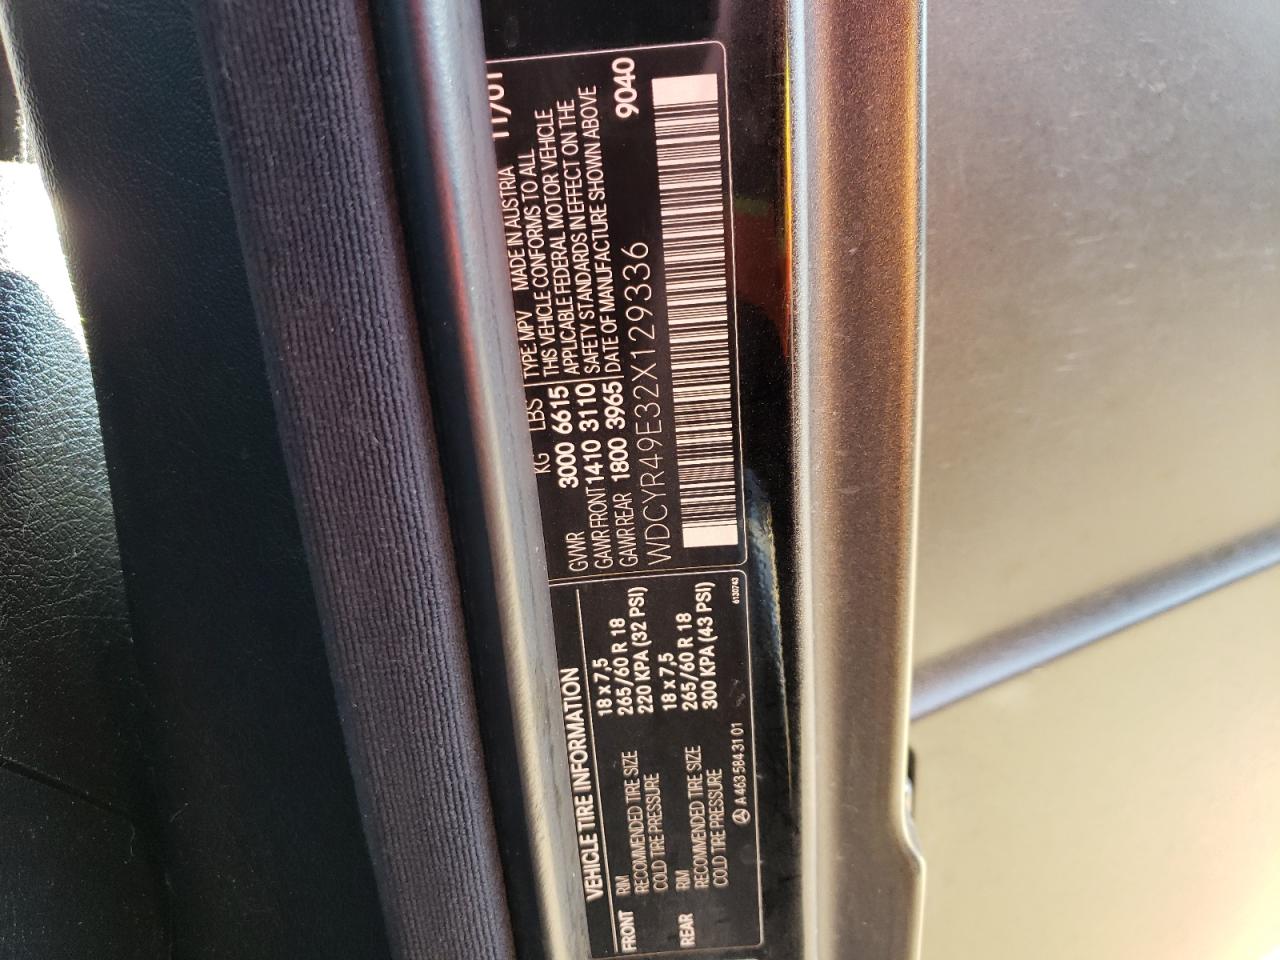 11/01
TYPE: MPV MADE IN AUSTRIA
THIS VEHICLE CONFORMS TO ALL
APPLICABLE FEDERAL MOTOR VEHICLE
SAFETY STANDARDS IN EFFECT ON THE
DATE OF MANUFACTURE SHOWN ABOVE
KG LBS
GVWR 3000 6615
GAWR FRONT 1410 3110
GAWR REAR 1800 3965
9040
WDCYR49E32X129336
VEHICLE TIRE INFORMATION
FRONT RIM 18 x 7,5
RECOMMENDED TIRE SIZE 265/60 R 18
COLD TIRE PRESSURE 220 KPA (32 PSI)
REAR RIM 18 x 7,5
RECOMMENDED TIRE SIZE 265/60 R 18
COLD TIRE PRESSURE 300 KPA (43 PSI)
A 463 584 31 01
6130743